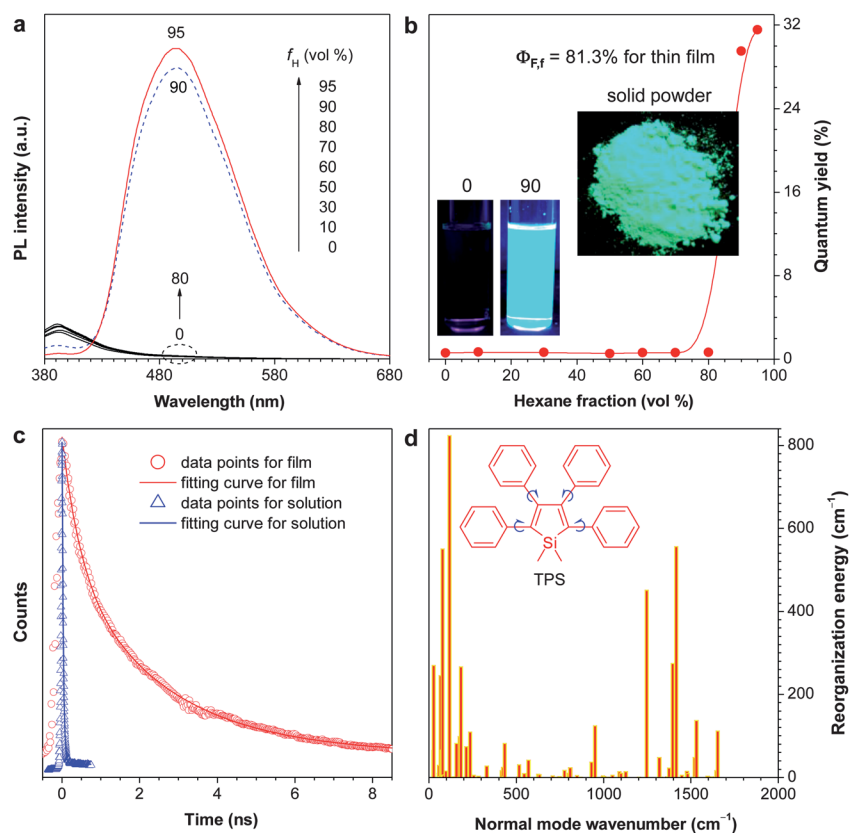 a
95
90
f_H (vol %)
95
90
80
70
60
50
30
10
0
80
0
PL intensity (a.u.)
380 480 580 680
Wavelength (nm)
b
Φ_F,f = 81.3% for thin film
solid powder
0 90
32
24
16
8
0
Quantum yield (%)
0 20 40 60 80 100
Hexane fraction (vol %)
c
data points for film
fitting curve for film
data points for solution
fitting curve for solution
Counts
0 2 4 6 8
Time (ns)
d
Si
TPS
800
600
400
200
0
Reorganization energy (cm⁻¹)
0 500 1000 1500 2000
Normal mode wavenumber (cm⁻¹)